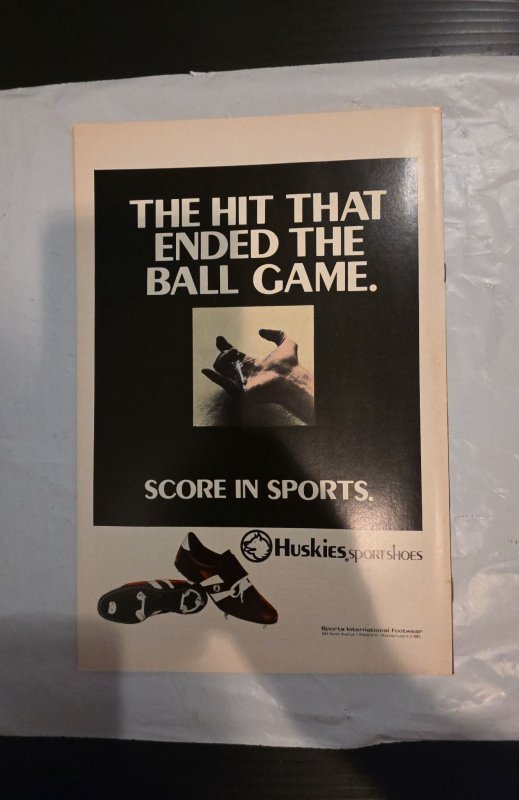 THE HIT THAT
ENDED THE
BALL GAME.
SCORE IN SPORTS.
Huskies® SPORTSHOES
Sports International Footwear